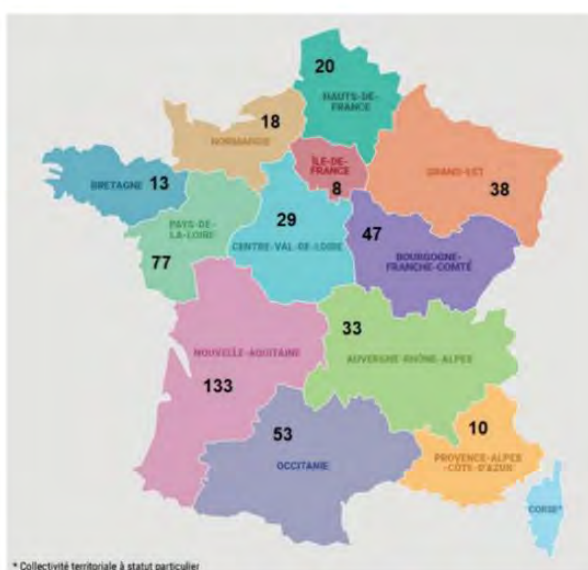 20
HAUTS-DE-
FRANCE
18
NORMANDIE
ÎLE-DE-
FRANCE
8
GRAND-EST
38
BRETAGNE
13
PAYS-DE-
LA-LOIRE
77
29
CENTRE-VAL-DE-LOIRE
47
BOURGOGNE-
FRANCHE-COMTÉ
33
AUVERGNE-RHÔNE-ALPES
NOUVELLE-AQUITAINE
133
53
OCCITANIE
10
PROVENCE-ALPES
-CÔTE-D'AZUR
CORSE*
* Collectivité territoriale à statut particulier